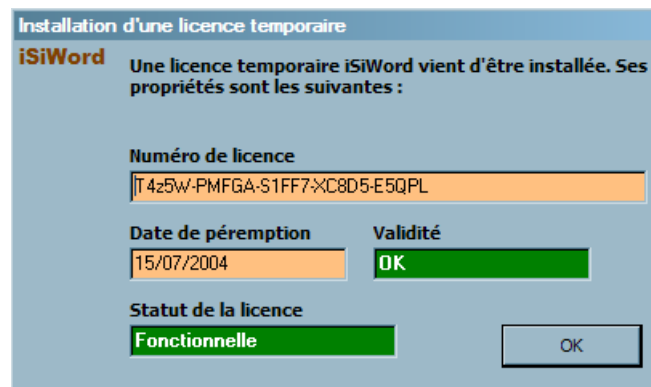 Installation d'une licence temporaire
iSiWord
Une licence temporaire iSiWord vient d'être installée. Ses
propriétés sont les suivantes :
Numéro de licence
T4z5W-PMFGA-S1FF7-XC8D5-E5QPL
Date de péremption Validité
15/07/2004 OK
Statut de la licence
Fonctionnelle OK